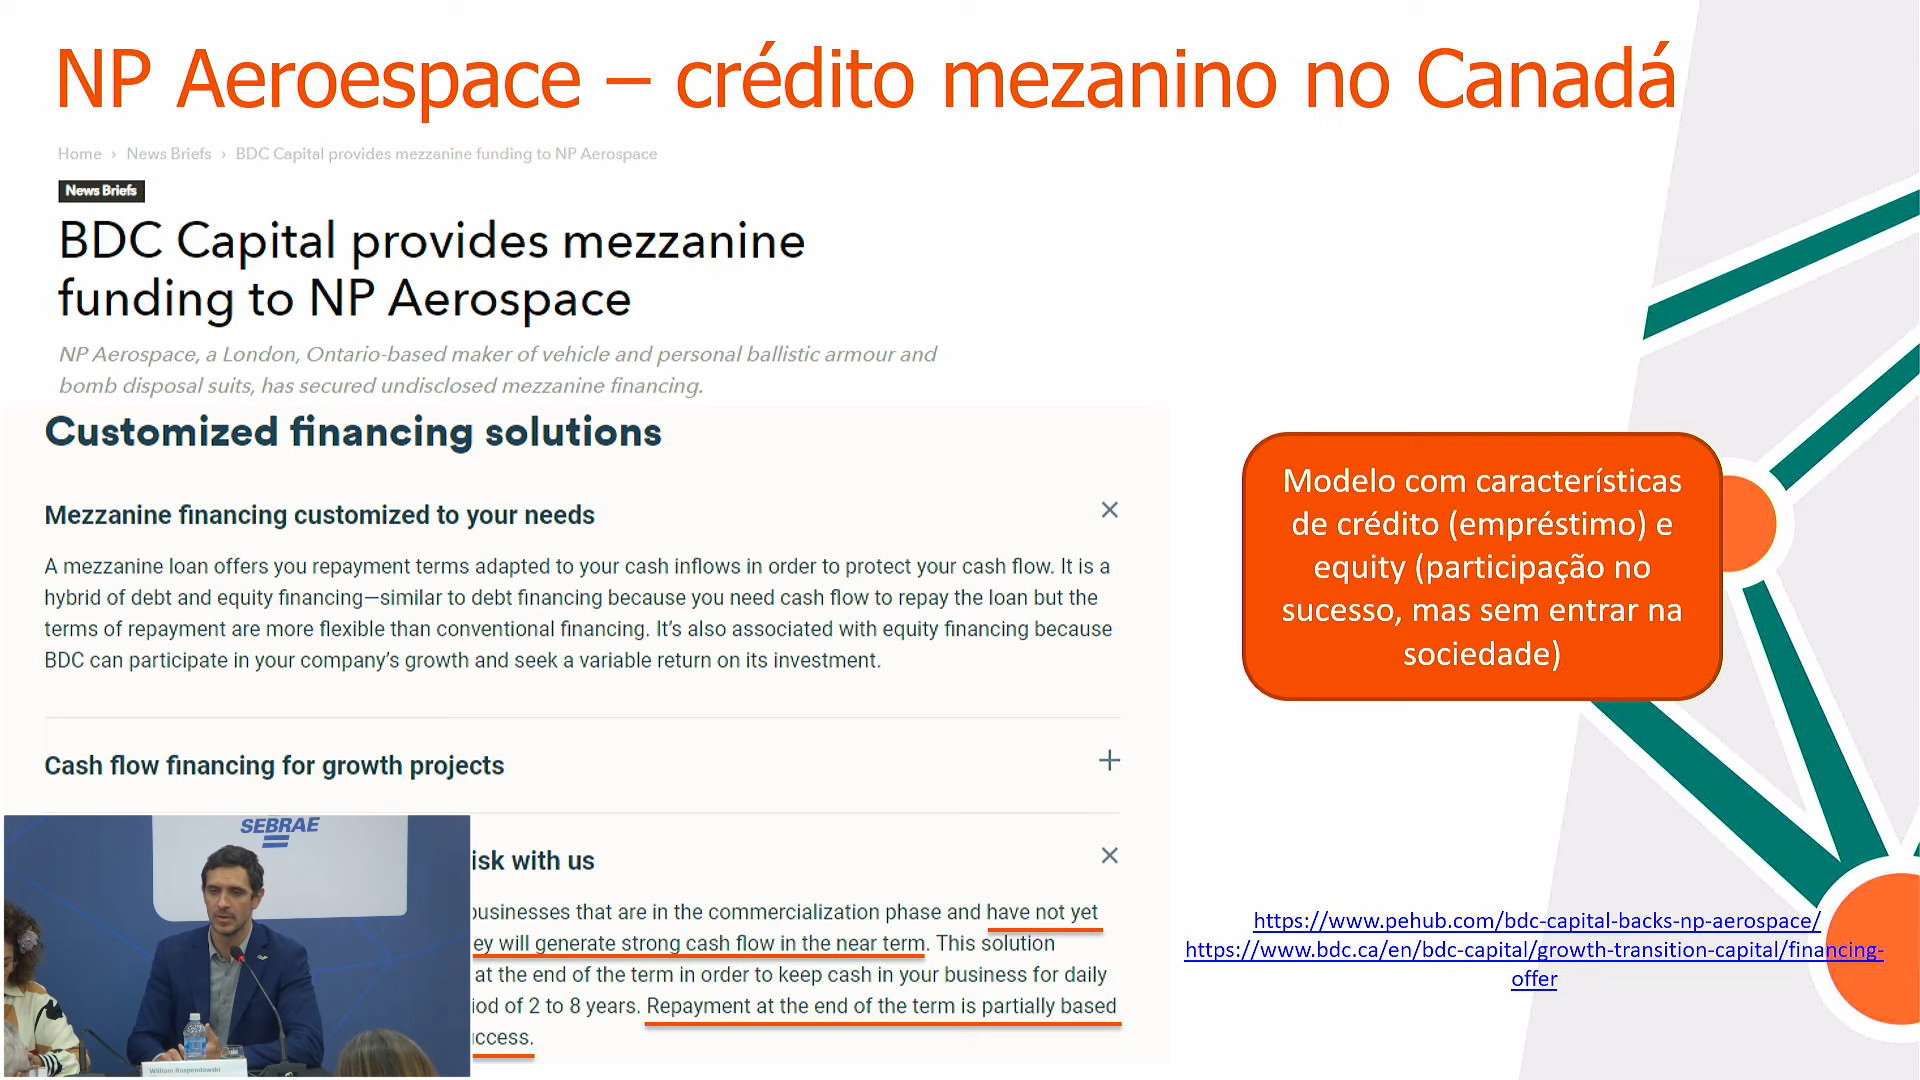 NP Aeroespace – crédito mezanino no Canadá
Home › News Briefs › BDC Capital provides mezzanine funding to NP Aerospace
News Briefs
BDC Capital provides mezzanine
funding to NP Aerospace
NP Aerospace, a London, Ontario-based maker of vehicle and personal ballistic armour and
bomb disposal suits, has secured undisclosed mezzanine financing.
Customized financing solutions
Mezzanine financing customized to your needs
A mezzanine loan offers you repayment terms adapted to your cash inflows in order to protect your cash flow. It is a
hybrid of debt and equity financing—similar to debt financing because you need cash flow to repay the loan but the
terms of repayment are more flexible than conventional financing. It's also associated with equity financing because
BDC can participate in your company's growth and seek a variable return on its investment.
Cash flow financing for growth projects
isk with us
usinesses that are in the commercialization phase and have not yet
ey will generate strong cash flow in the near term. This solution
at the end of the term in order to keep cash in your business for daily
iod of 2 to 8 years. Repayment at the end of the term is partially based
ccess.
Modelo com características
de crédito (empréstimo) e
equity (participação no
sucesso, mas sem entrar na
sociedade)
https://www.pehub.com/bdc-capital-backs-np-aerospace/
https://www.bdc.ca/en/bdc-capital/growth-transition-capital/financing-
offer
SEBRAE
William Rospendowski